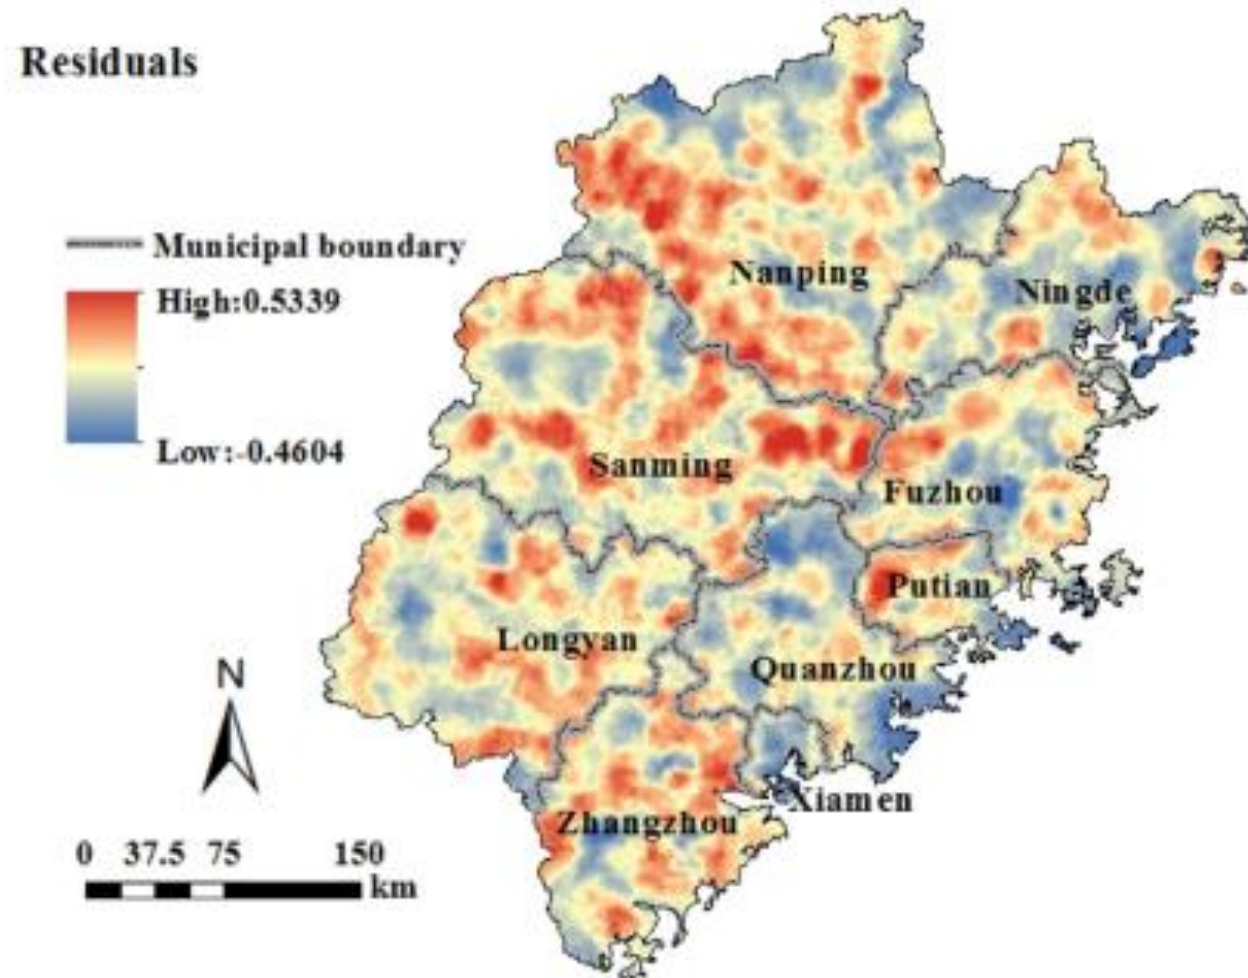 Residuals
Municipal boundary
High:0.5339
Low:-0.4604
Nanping
Ningde
Sanming
Fuzhou
Putian
Longyan
Quanzhou
Xiamen
Zhangzhou
N
0 37.5 75 150
km